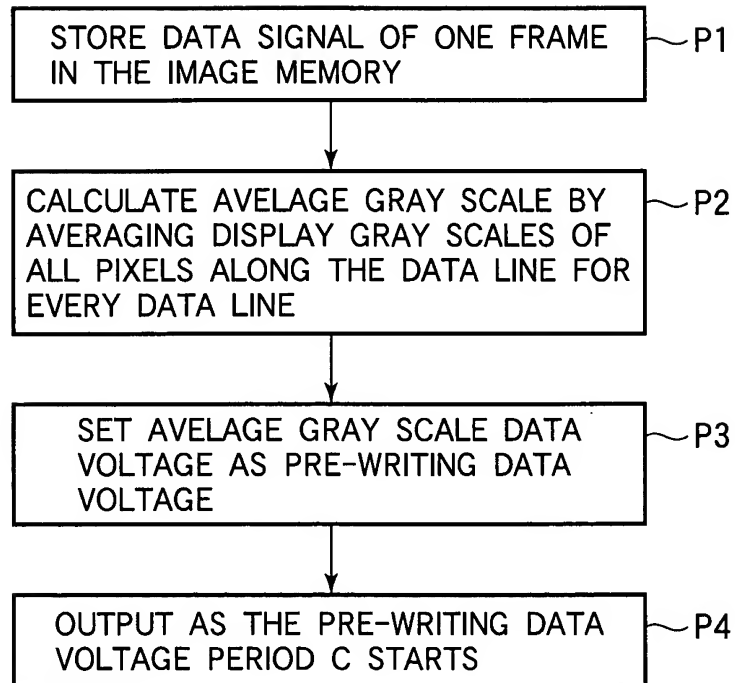 STORE DATA SIGNAL OF ONE FRAME
IN THE IMAGE MEMORY
P1
CALCULATE AVELAGE GRAY SCALE BY
AVERAGING DISPLAY GRAY SCALES OF
ALL PIXELS ALONG THE DATA LINE FOR
EVERY DATA LINE
P2
SET AVELAGE GRAY SCALE DATA
VOLTAGE AS PRE-WRITING DATA
VOLTAGE
P3
OUTPUT AS THE PRE-WRITING DATA
VOLTAGE PERIOD C STARTS
P4